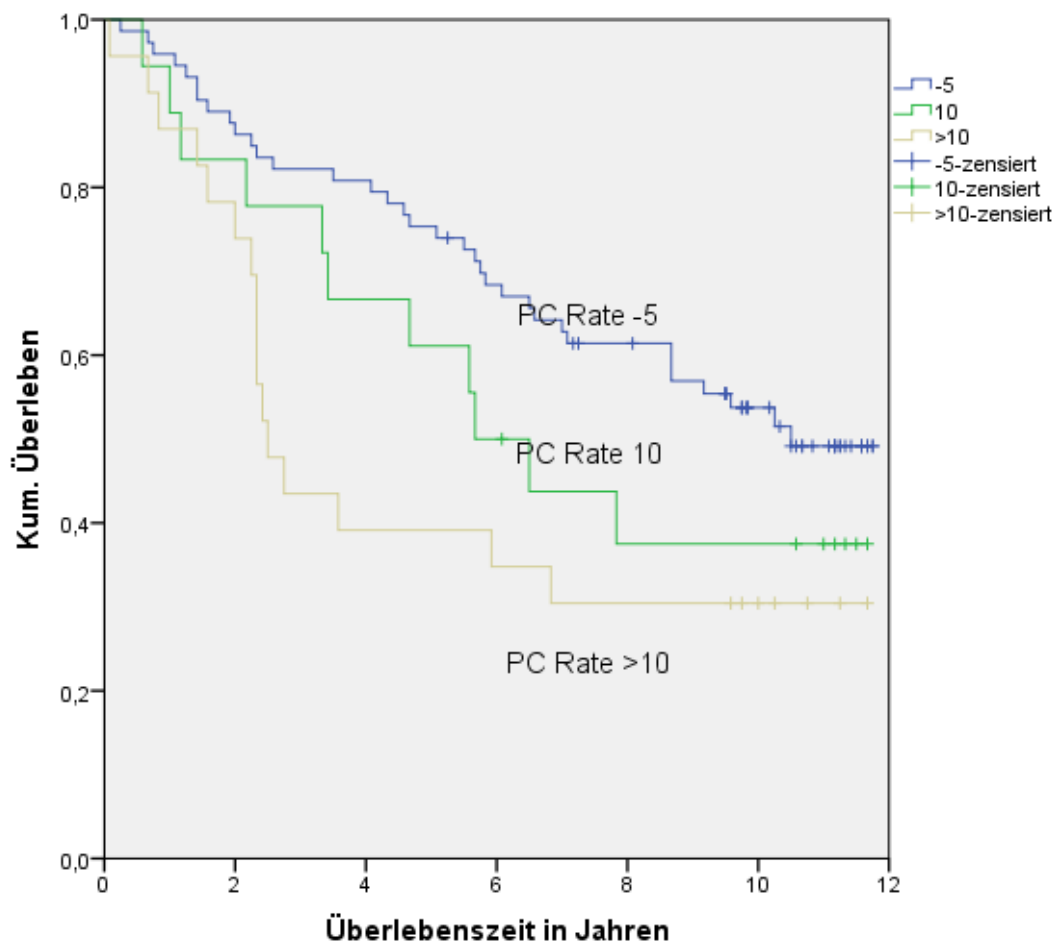 1,0
0,8
0,6
0,4
0,2
0,0
Kum. Überleben
PC Rate -5
PC Rate 10
PC Rate >10
0 2 4 6 8 10 12
Überlebenszeit in Jahren
-5
10
>10
-5-zensiert
10-zensiert
>10-zensiert